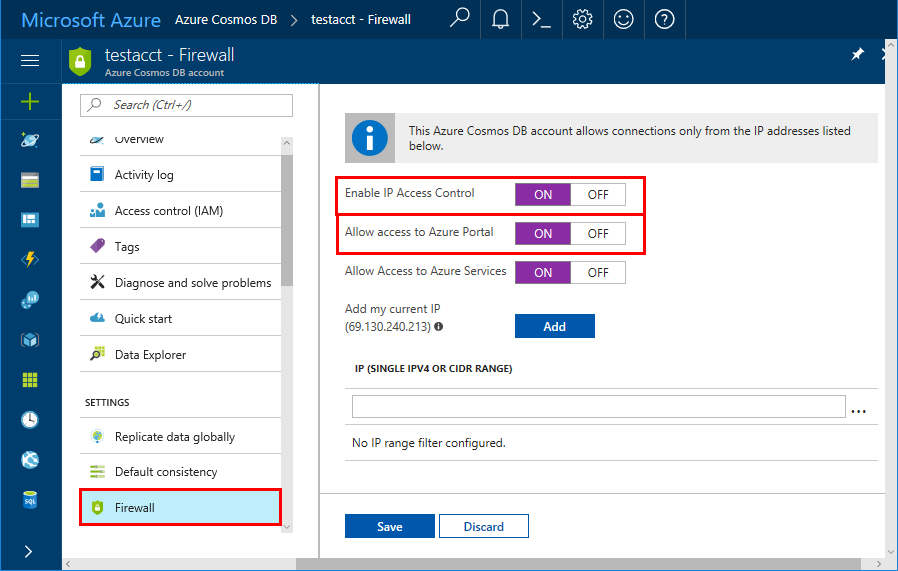 Microsoft Azure Azure Cosmos DB > testacct - Firewall
testacct - Firewall
Azure Cosmos DB account
Search (Ctrl+/)
Overview
Activity log
Access control (IAM)
Tags
Diagnose and solve problems
Quick start
Data Explorer
SETTINGS
Replicate data globally
Default consistency
Firewall
This Azure Cosmos DB account allows connections only from the IP addresses listed
below.
Enable IP Access Control ON OFF
Allow access to Azure Portal ON OFF
Allow Access to Azure Services ON OFF
Add my current IP
(69.130.240.213) Add
IP (SINGLE IPV4 OR CIDR RANGE)
...
No IP range filter configured.
Save Discard
SQL